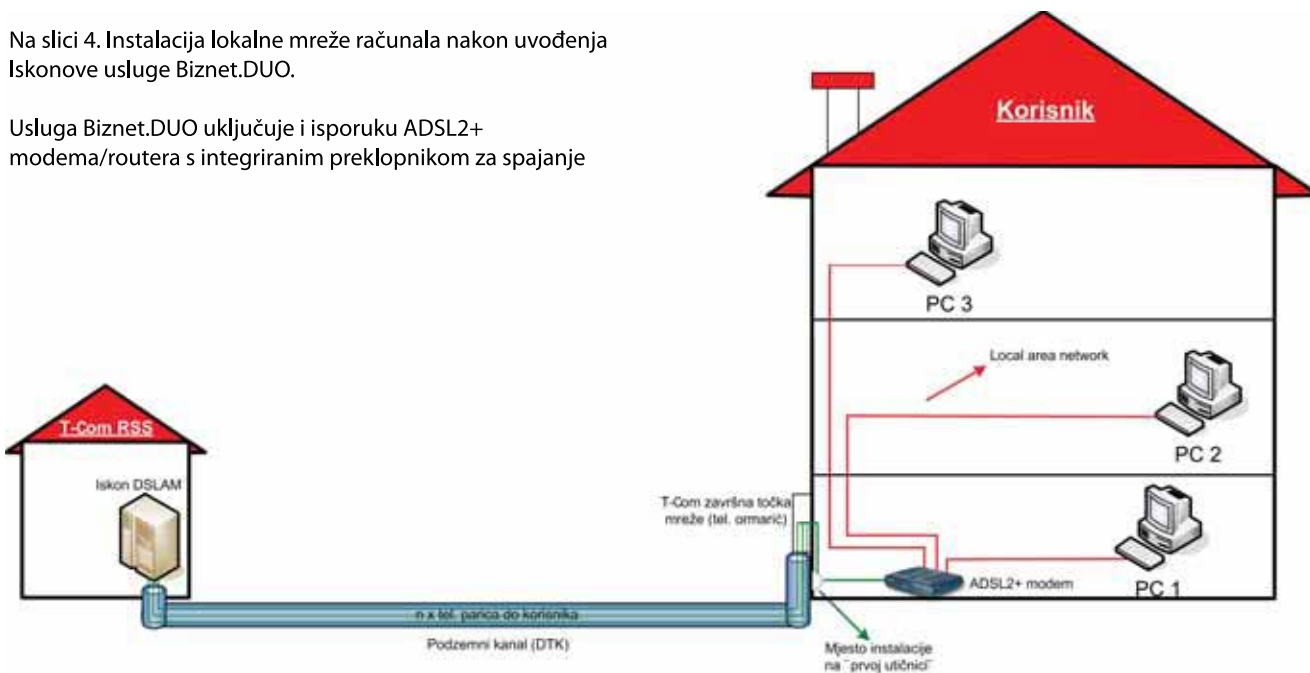 Na slici 4. Instalacija lokalne mreže računala nakon uvođenja
Iskonove usluge Biznet.DUO.
Usluga Biznet.DUO uključuje i isporuku ADSL2+
modema/routera s integriranim preklopnikom za spajanje
Korisnik
PC 3
Local area network
PC 2
T-Com RSS
Iskon DSLAM
T-Com završna točka
mreže (tel. ormarić)
ADSL2+ modem
PC 1
n x tel. parica do korisnika
Podzemni kanal (DTK)
Mjesto instalacije
na ¨prvoj utičnici¨